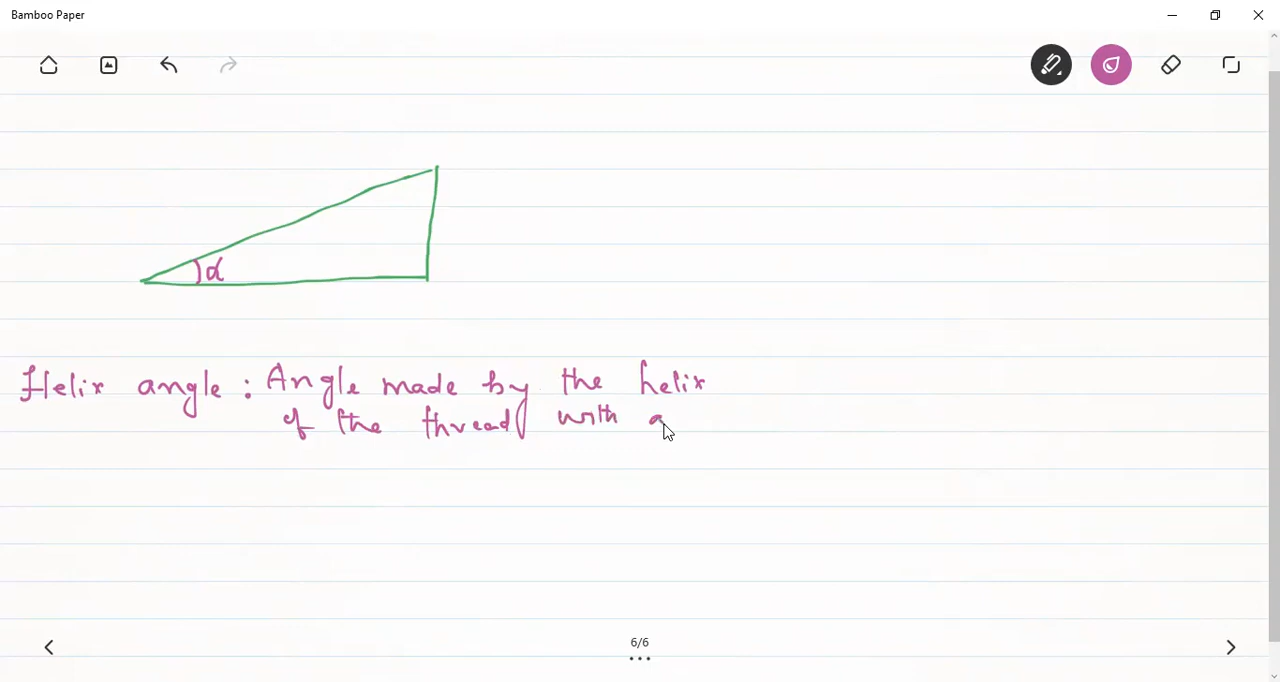 Bamboo Paper
α
Helix angle : Angle made by the helix
of the thread with a
6/6